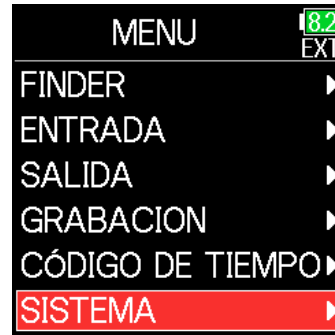 MENU
8.2
EXT
FINDER
ENTRADA
SALIDA
GRABACION
CÓDIGO DE TIEMPO
SISTEMA